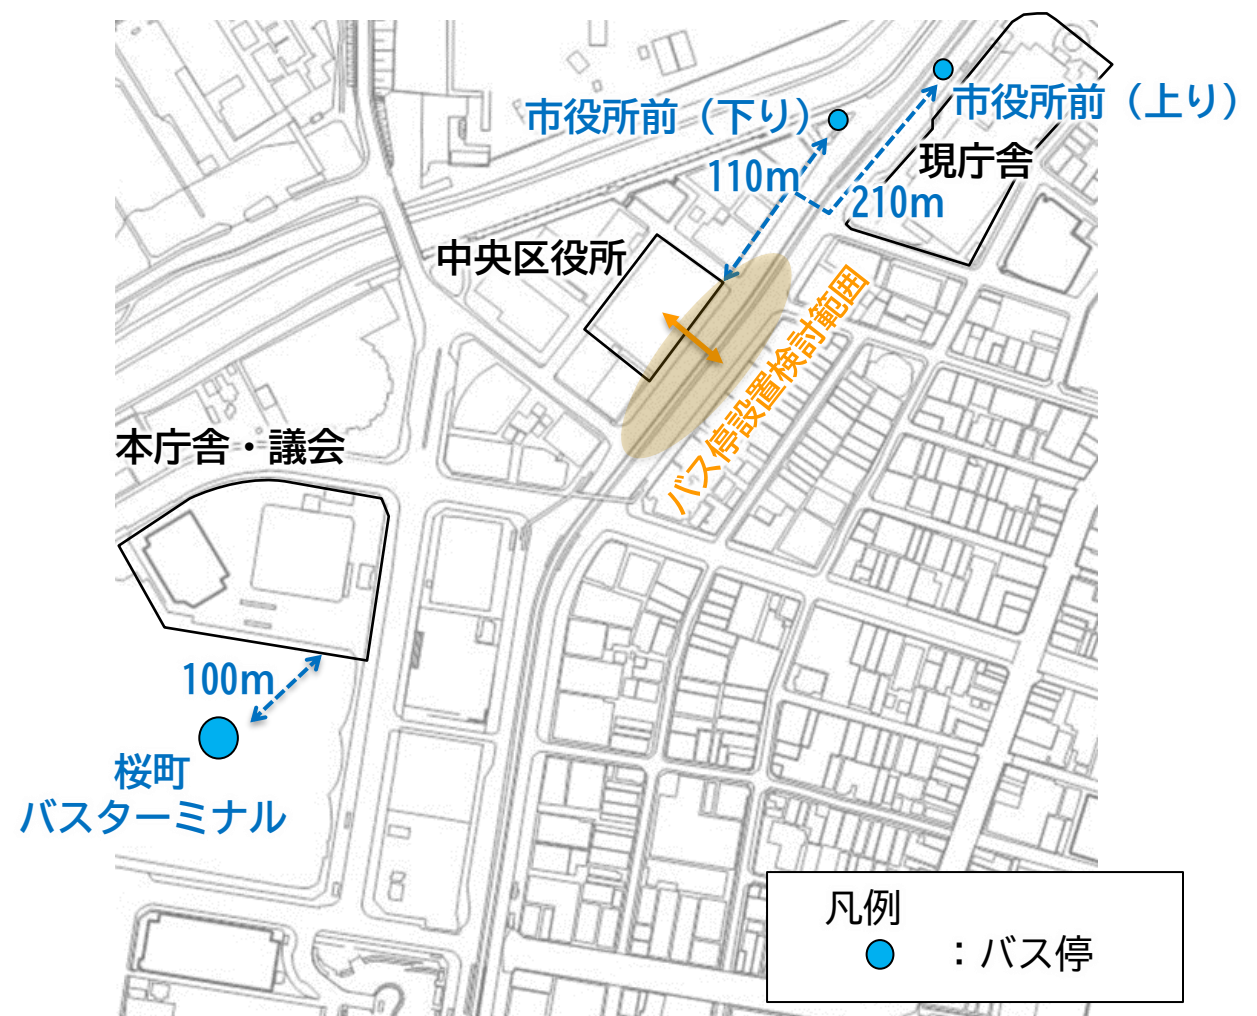 市役所前（下り）
市役所前（上り）
現庁舎
110m
210m
中央区役所
バス停設置検討範囲
本庁舎・議会
100m
桜町
バスターミナル
凡例
：バス停